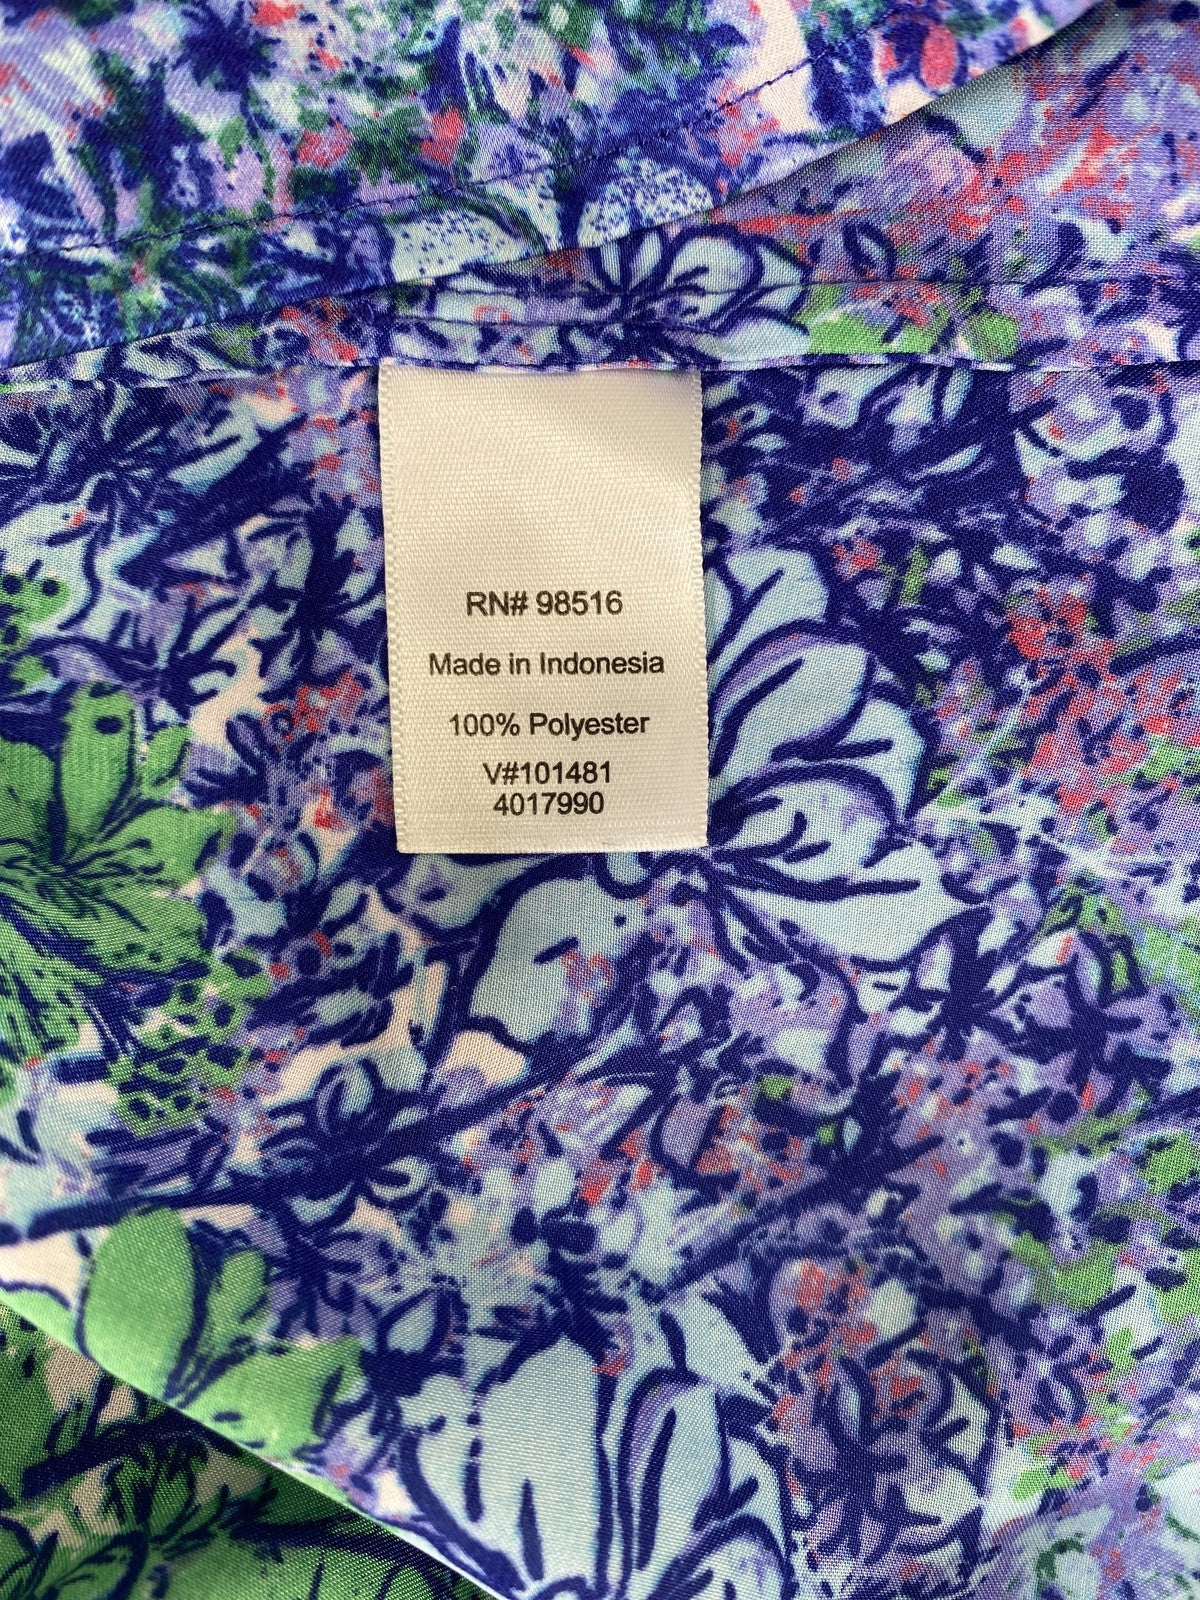 RN# 98516
Made in Indonesia
100% Polyester
V#101481
4017990